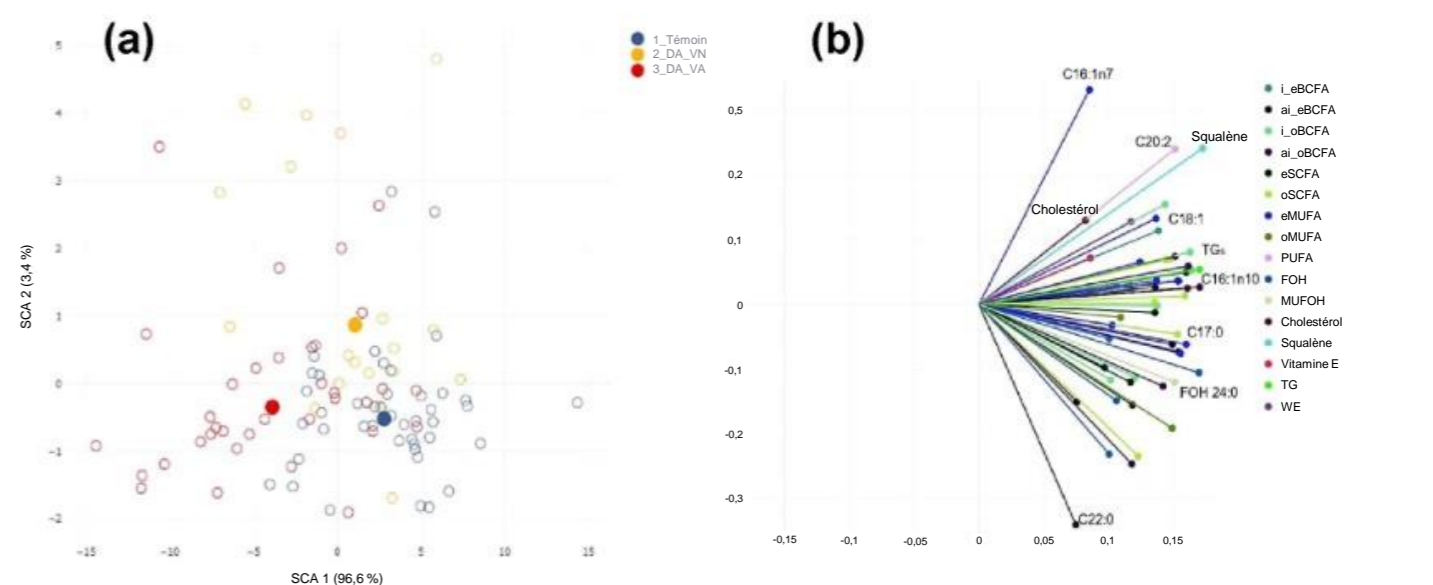 (a)
1_Témoin
2_DA_VN
3_DA_VA
5
4
3
2
1
0
−1
−2
SCA 2 (3,4 %)
−15 −10 −5 0 5 10 15
SCA 1 (96,6 %)
(b)
C16:1n7
C20:2
Squalène
Cholestérol
C18:1
TGs
C16:1n10
C17:0
FOH 24:0
C22:0
0,5
0,2
0,1
0
-0,1
-0,2
-0,3
-0,15 -0,1 -0,05 0 0,05 0,1 0,15
i_eBCFA
ai_eBCFA
i_oBCFA
ai_oBCFA
eSCFA
oSCFA
eMUFA
oMUFA
PUFA
FOH
MUFOH
Cholestérol
Squalène
Vitamine E
TG
WE